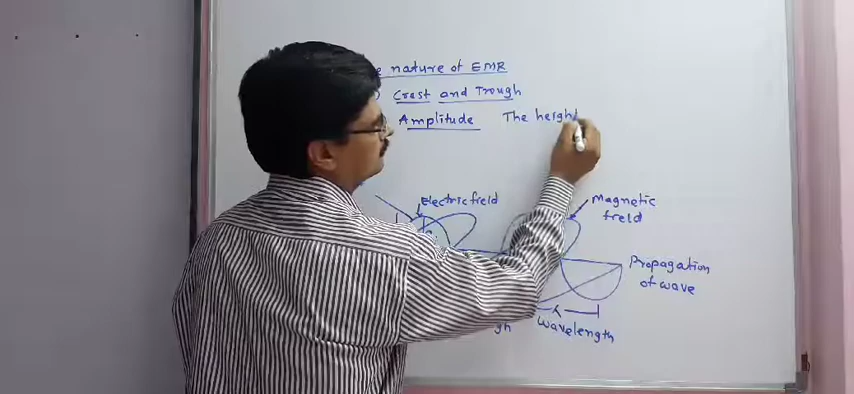 nature of EMR
Crest and Trough
Amplitude The height
Electric field
Magnetic
field
Propagation
of wave
λ
wavelength